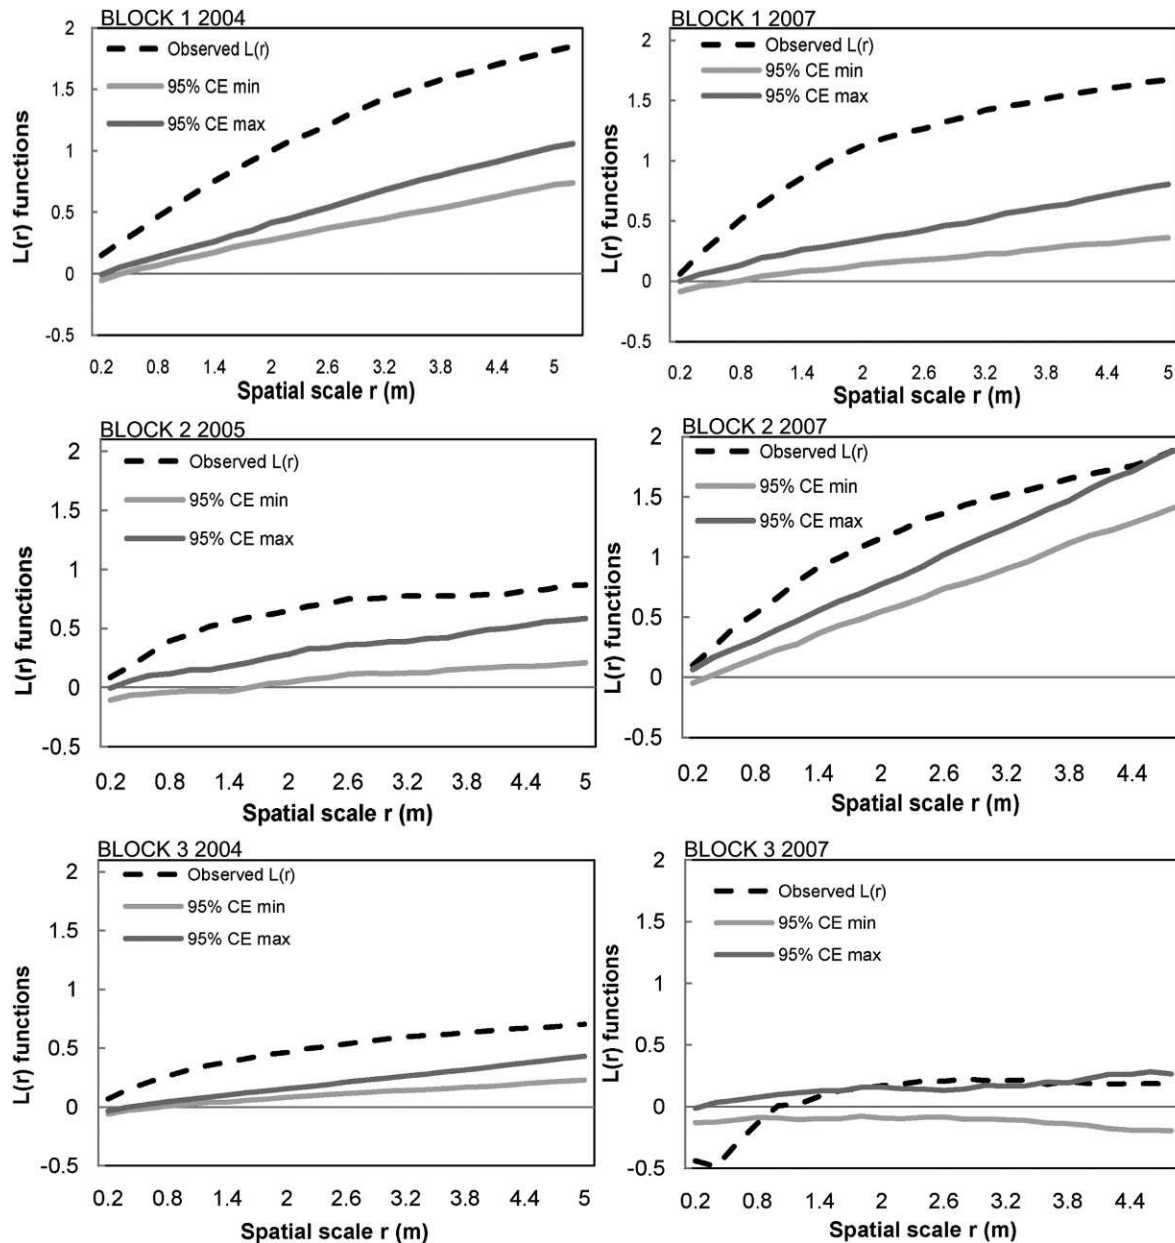 BLOCK 1 2004
2
1.5
1
0.5
0
-0.5
L(r) functions
Observed L(r)
95% CE min
95% CE max
0.2 0.8 1.4 2 2.6 3.2 3.8 4.4 5
Spatial scale r (m)
BLOCK 1 2007
2
1.5
1
0.5
0
-0.5
L(r) functions
Observed L(r)
95% CE min
95% CE max
0.2 0.8 1.4 2 2.6 3.2 3.8 4.4 5
Spatial scale r (m)
BLOCK 2 2005
2
1.5
1
0.5
0
-0.5
L(r) functions
Observed L(r)
95% CE min
95% CE max
0.2 0.8 1.4 2 2.6 3.2 3.8 4.4 5
Spatial scale r (m)
BLOCK 2 2007
2
1.5
1
0.5
0
-0.5
L(r) functions
Observed L(r)
95% CE min
95% CE max
0.2 0.8 1.4 2 2.6 3.2 3.8 4.4
Spatial scale r (m)
BLOCK 3 2004
2
1.5
1
0.5
0
-0.5
L(r) functions
Observed L(r)
95% CE min
95% CE max
0.2 0.8 1.4 2 2.6 3.2 3.8 4.4 5
Spatial scale r (m)
BLOCK 3 2007
2
1.5
1
0.5
0
-0.5
L(r) functions
Observed L(r)
95% CE min
95% CE max
0.2 0.8 1.4 2 2.6 3.2 3.8 4.4
Spatial scale r (m)